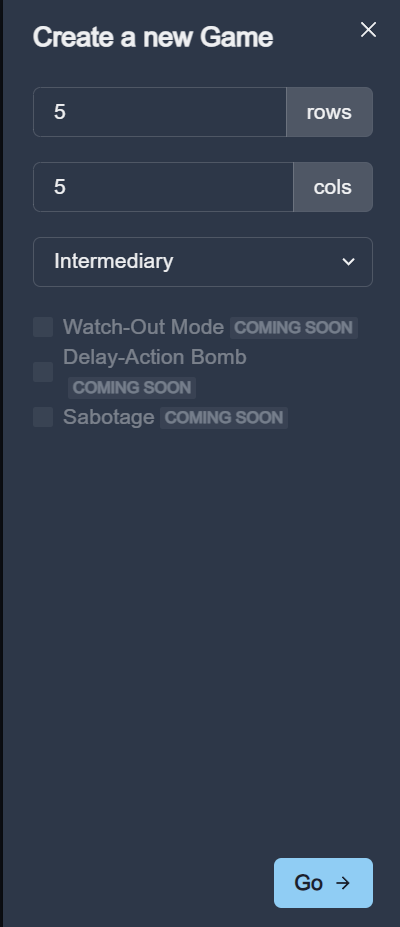 Create a new Game
5 rows
5 cols
Intermediary
Watch-Out Mode COMING SOON
Delay-Action Bomb
COMING SOON
Sabotage COMING SOON
Go